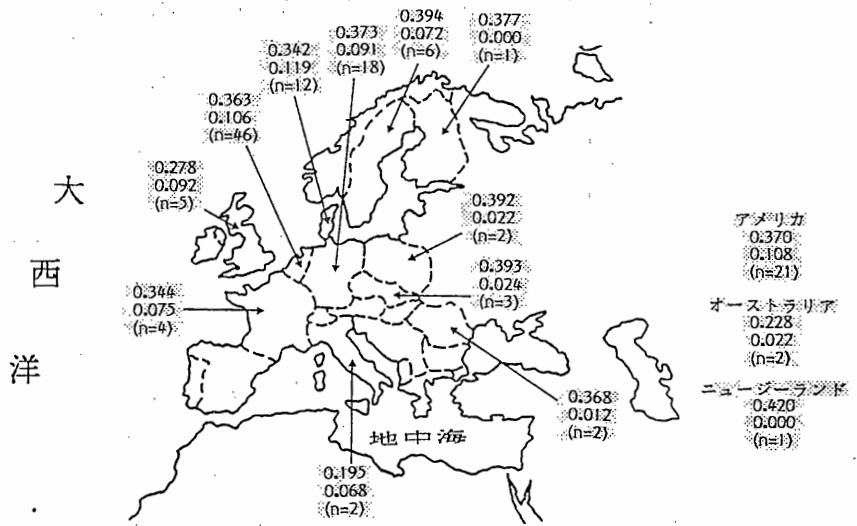 0.394
0.072
(n=6)
0.377
0.000
(n=1)
0.373
0.091
(n=18)
0.342
0.119
(n=12)
0.363
0.106
(n=46)
0.278
0.092
(n=5)
大
西
洋
0.392
0.022
(n=2)
0.393
0.024
(n=3)
0.344
0.075
(n=4)
0.368
0.012
(n=2)
地中海
0.195
0.068
(n=2)
アメリカ
0.370
0.108
(n=21)
オーストラリア
0.228
0.022
(n=2)
ニュージーランド
0.420
0.000
(n=1)